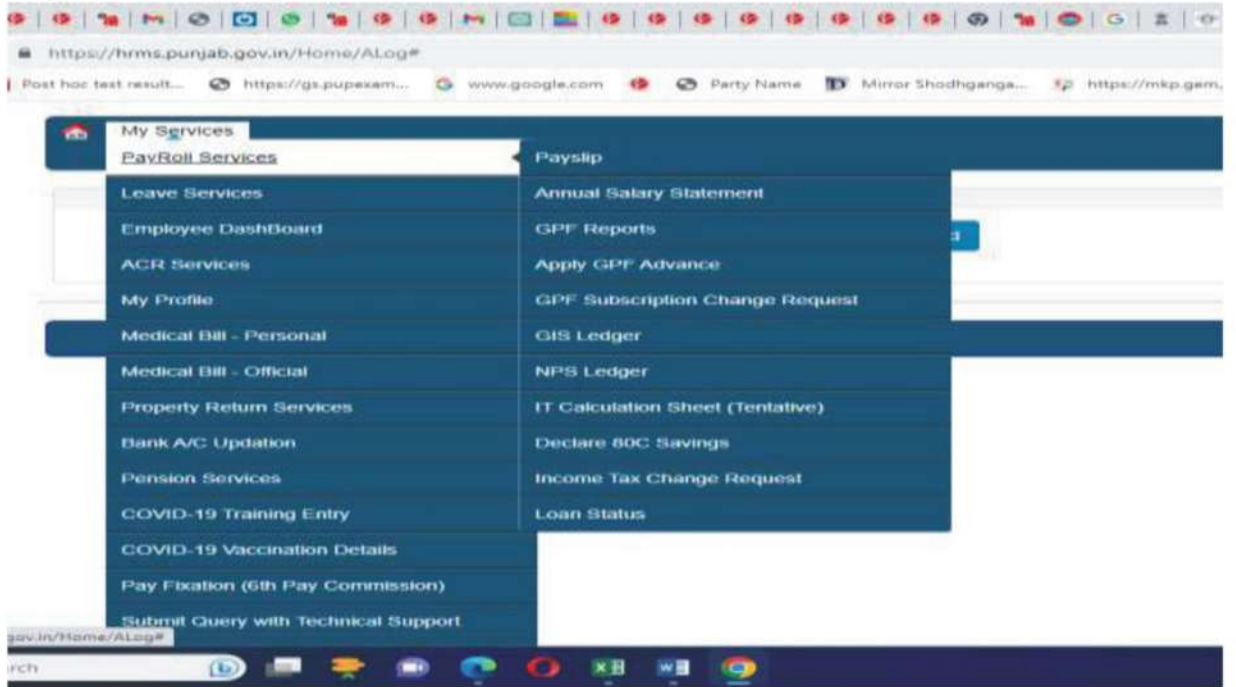 https://hrms.punjab.gov.in/Home/ALog#
Post hoc test result... https://gs.pupexam... www.google.com Party Name Mirror Shodhganga... https://mkp.gem.
My Services
PayRoll Services
Leave Services
Employee DashBoard
ACR Services
My Profile
Medical Bill - Personal
Medical Bill - Official
Property Return Services
Bank A/C Updation
Pension Services
COVID-19 Training Entry
COVID-19 Vaccination Details
Pay Fixation (6th Pay Commission)
Submit Query with Technical Support
Payslip
Annual Salary Statement
GPF Reports
Apply GPF Advance
GPF Subscription Change Request
GIS Ledger
NPS Ledger
IT Calculation Sheet (Tentative)
Declare 80C Savings
Income Tax Change Request
Loan Status
gov.in/Home/ALog#
rch